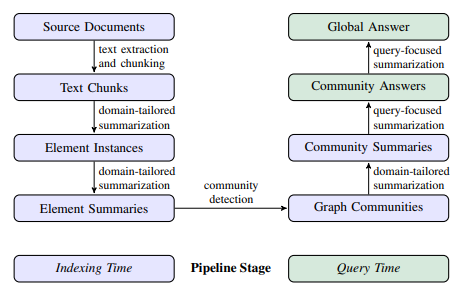 Source Documents
text extraction
and chunking
Text Chunks
domain-tailored
summarization
Element Instances
domain-tailored
summarization
Element Summaries
community
detection
Graph Communities
domain-tailored
summarization
Community Summaries
query-focused
summarization
Community Answers
query-focused
summarization
Global Answer
Indexing Time
Pipeline Stage
Query Time